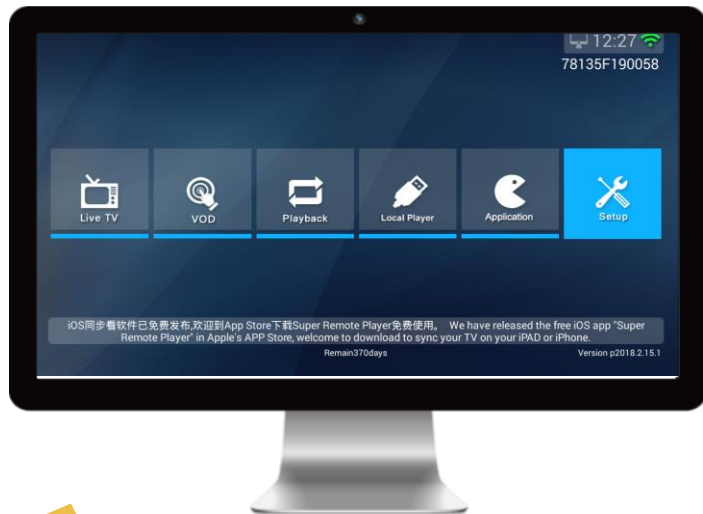 12:27
78135F190058
Live TV
VOD
Playback
Local Player
Application
Setup
iOS同步看软件已免费发布,欢迎到App Store下载Super Remote Player免费使用。 We have released the free iOS app "Super
Remote Player" in Apple's APP Store, welcome to download to sync your TV on your iPAD or iPhone.
Remain370days
Version p2018.2.15.1